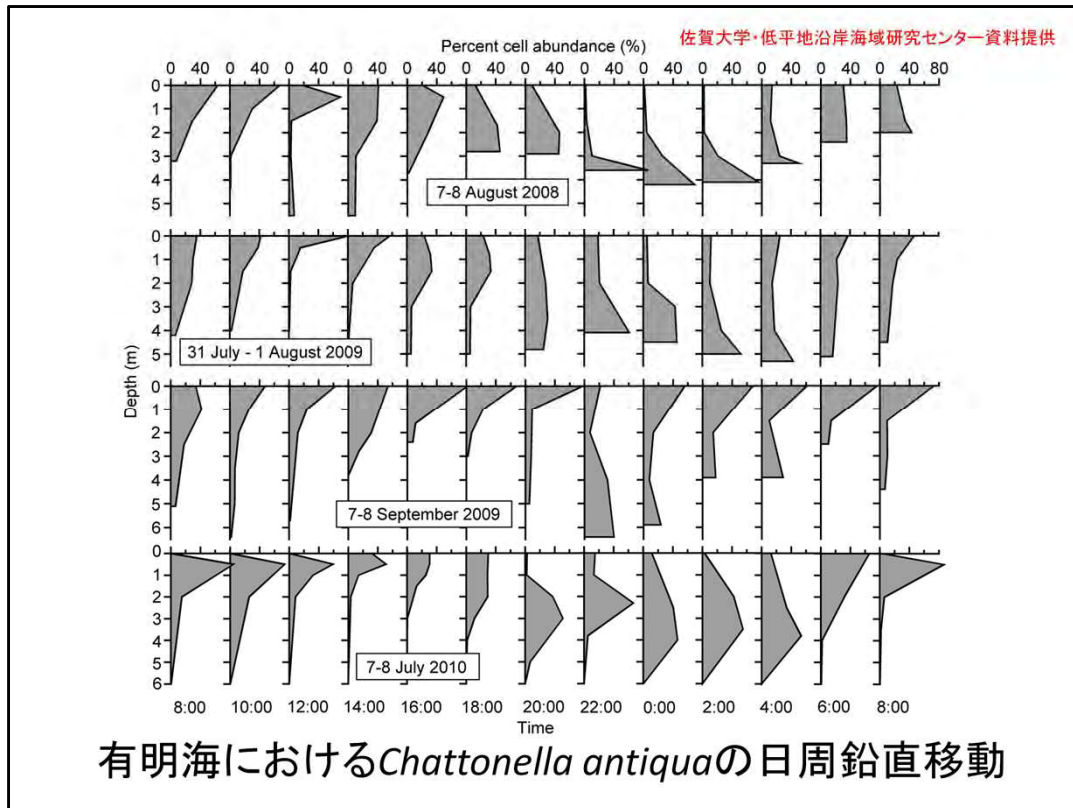 佐賀大学・低平地沿岸海域研究センター資料提供
Percent cell abundance (%)
0 40 0 40 0 40 0 40 0 40 0 40 0 40 0 40 0 40 0 40 0 40 0 40 0 40 80
0
1
2
3
4
5
7-8 August 2008
0
1
2
3
4
5
31 July - 1 August 2009
Depth (m)
0
1
2
3
4
5
6
7-8 September 2009
0
1
2
3
4
5
6
7-8 July 2010
8:00 10:00 12:00 14:00 16:00 18:00 20:00 22:00 0:00 2:00 4:00 6:00 8:00
Time
有明海におけるChattonella antiquaの日周鉛直移動